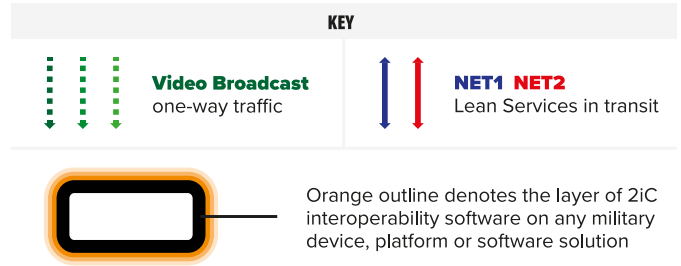 KEY
Video Broadcast
one-way traffic
NET1 NET2
Lean Services in transit
Orange outline denotes the layer of 2iC
interoperability software on any military
device, platform or software solution